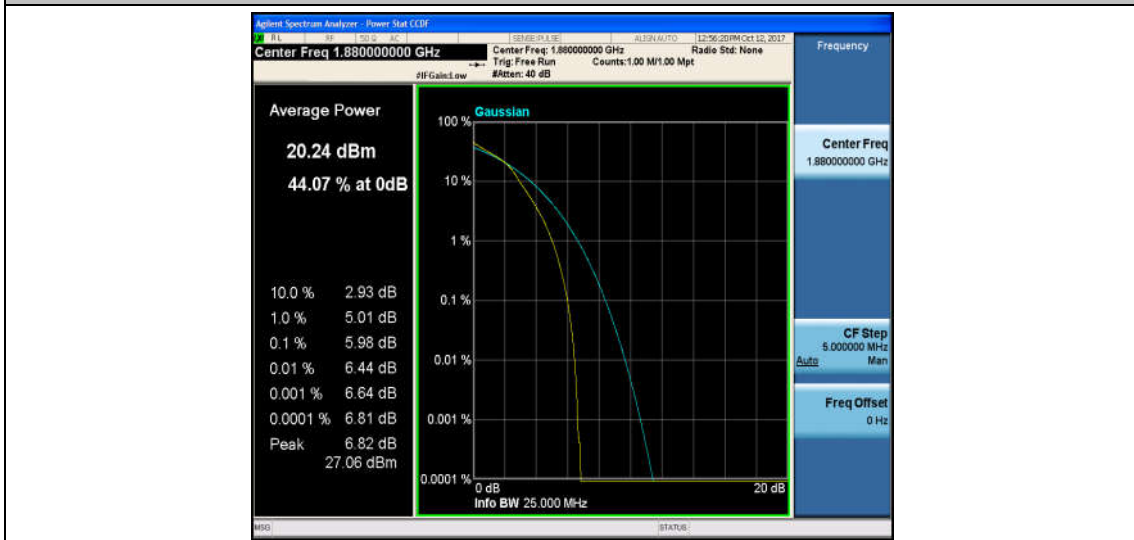 Agilent Spectrum Analyzer - Power Stat CCDF
RL RF 50 Ω AC SENSE:PULSE ALIGN AUTO 12:56:20 PM Oct 12, 2017
Center Freq 1.880000000 GHz
Center Freq: 1.880000000 GHz Radio Std: None
Trig: Free Run Counts:1.00 M/1.00 Mpt
#IFGain:Low #Atten: 40 dB
Frequency
Average Power
20.24 dBm
44.07 % at 0dB
10.0 % 2.93 dB
1.0 % 5.01 dB
0.1 % 5.98 dB
0.01 % 6.44 dB
0.001 % 6.64 dB
0.0001 % 6.81 dB
Peak 6.82 dB
27.06 dBm
Gaussian
100 %
10 %
1 %
0.1 %
0.01 %
0.001 %
0.0001 %
0 dB 20 dB
Info BW 25.000 MHz
Center Freq
1.880000000 GHz
CF Step
5.000000 MHz
Auto Man
Freq Offset
0 Hz
MSG STATUS